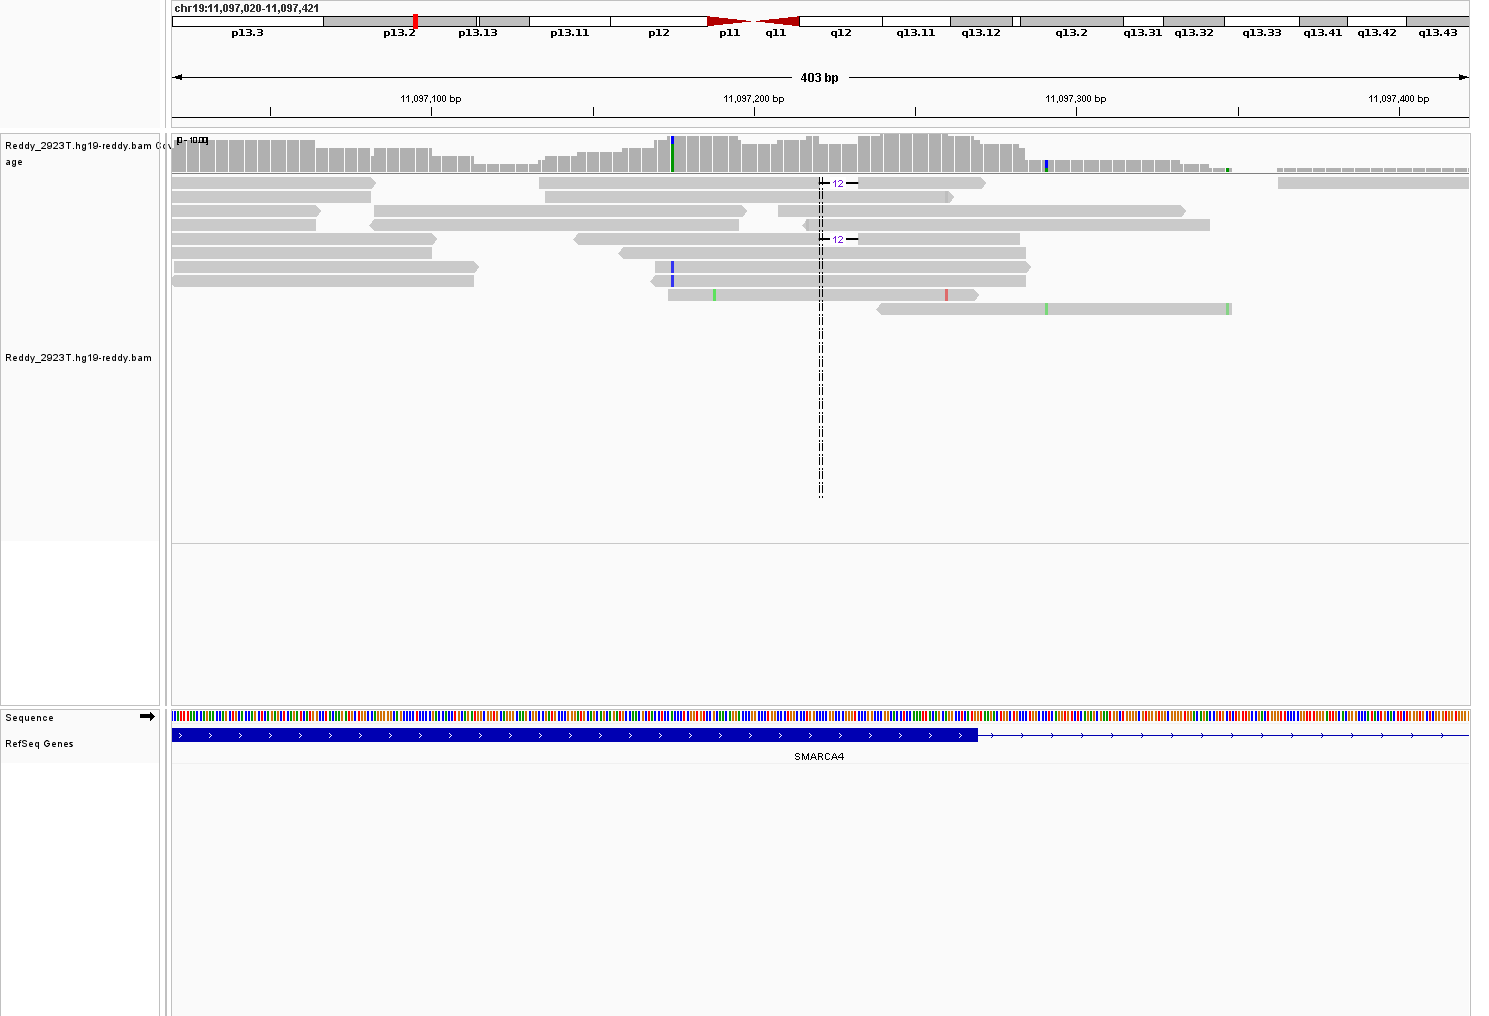 chr19:11,097,020-11,097,421
p13.3 p13.2 p13.13 p13.11 p12 p11 q11 q12 q13.11 q13.12 q13.2 q13.31 q13.32 q13.33 q13.41 q13.42 q13.43
403 bp
11,097,100 bp 11,097,200 bp 11,097,300 bp 11,097,400 bp
Reddy_2923T.hg19-reddy.bam Cov
age
12
12
Reddy_2923T.hg19-reddy.bam
Sequence
RefSeq Genes
SMARCA4